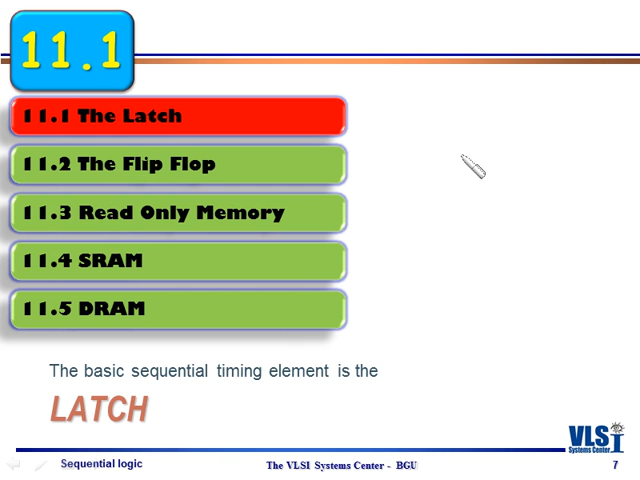 11.1
11.1 The Latch
11.2 The Flip Flop
11.3 Read Only Memory
11.4 SRAM
11.5 DRAM
The basic sequential timing element is the
LATCH
VLSI
Systems Center
Sequential logic
The VLSI Systems Center - BGU
7